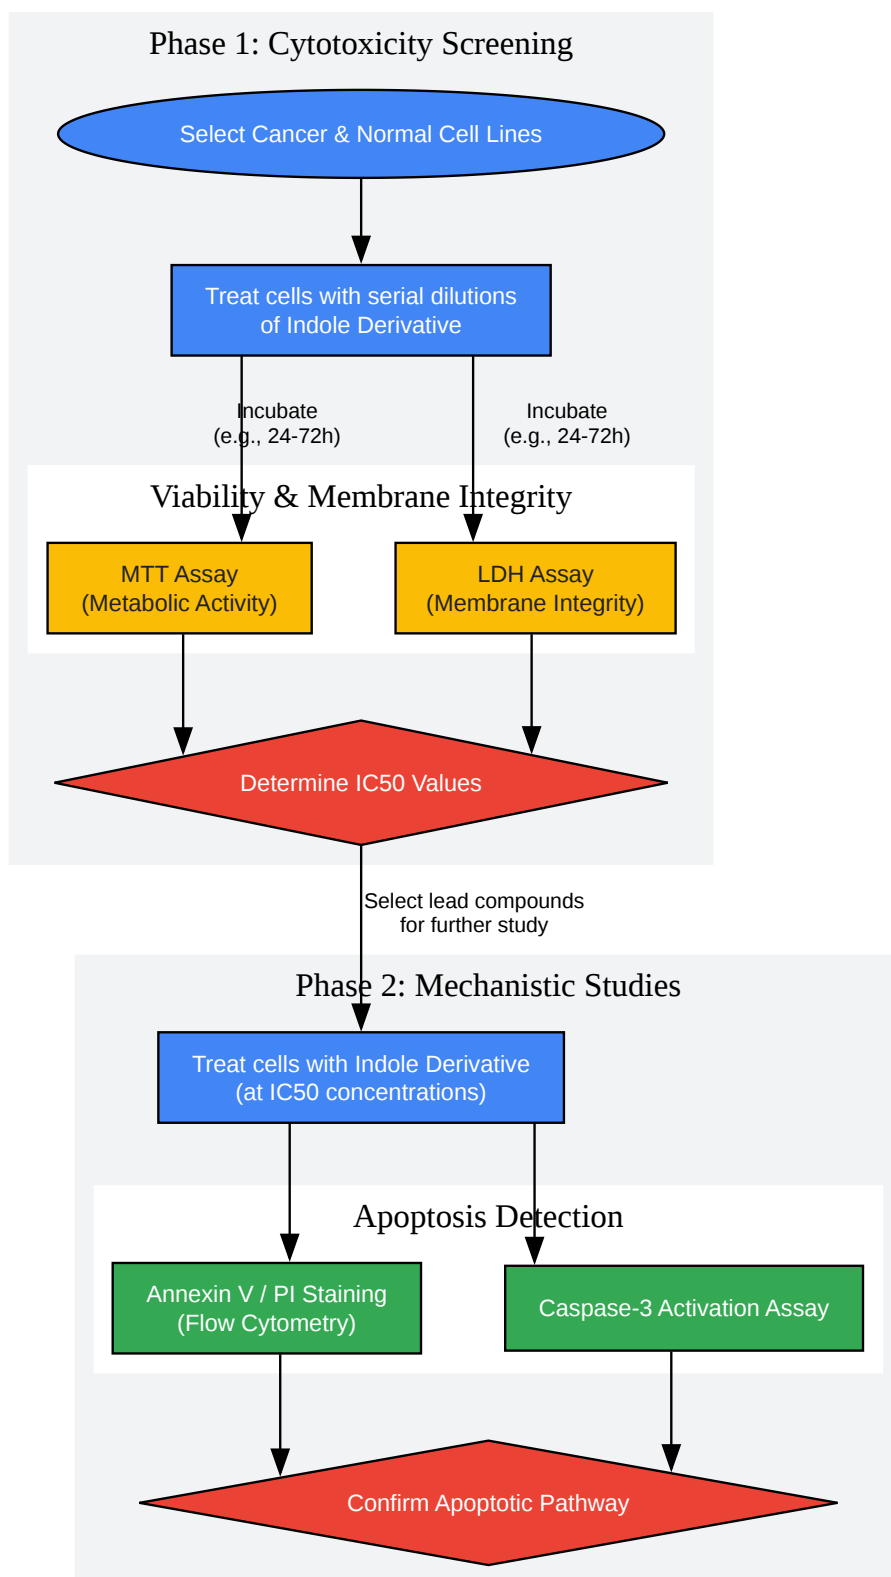 Phase 1: Cytotoxicity Screening
Select Cancer & Normal Cell Lines
Treat cells with serial dilutions
of Indole Derivative
Incubate
(e.g., 24-72h)
Incubate
(e.g., 24-72h)
Viability & Membrane Integrity
MTT Assay
(Metabolic Activity)
LDH Assay
(Membrane Integrity)
Determine IC50 Values
Select lead compounds
for further study
Phase 2: Mechanistic Studies
Treat cells with Indole Derivative
(at IC50 concentrations)
Apoptosis Detection
Annexin V / PI Staining
(Flow Cytometry)
Caspase-3 Activation Assay
Confirm Apoptotic Pathway